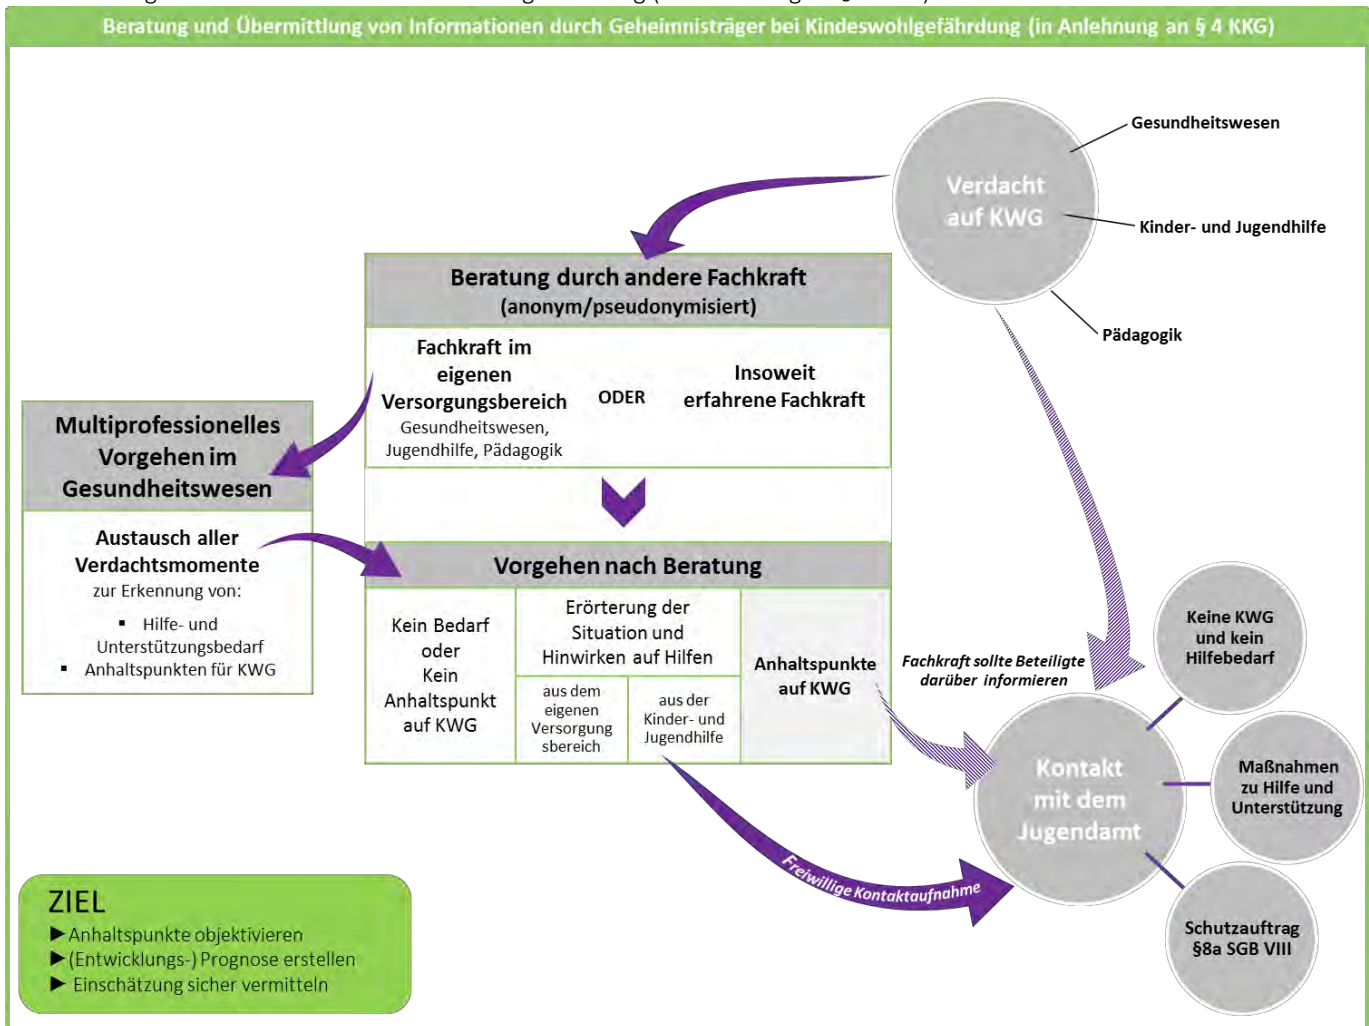 Beratung und Übermittlung von Informationen durch Geheimnisträger bei Kindeswohlgefährdung (in Anlehnung an § 4 KKG)
Verdacht
auf KWG
Gesundheitswesen
Kinder- und Jugendhilfe
Pädagogik
Beratung durch andere Fachkraft
(anonym/pseudonymisiert)
Fachkraft im
eigenen
Versorgungsbereich
Gesundheitswesen,
Jugendhilfe, Pädagogik
ODER
Insoweit
erfahrene Fachkraft
Multiprofessionelles
Vorgehen im
Gesundheitswesen
Austausch aller
Verdachtsmomente
zur Erkennung von:
▪ Hilfe- und
Unterstützungsbedarf
▪ Anhaltspunkten für KWG
Vorgehen nach Beratung
Kein Bedarf
oder
Kein
Anhaltspunkt
auf KWG
Erörterung der
Situation und
Hinwirken auf Hilfen
aus dem
eigenen
Versorgung
sbereich
aus der
Kinder- und
Jugendhilfe
Anhaltspunkte
auf KWG
Fachkraft sollte Beteiligte
darüber informieren
Freiwillige Kontaktaufnahme
Kontakt
mit dem
Jugendamt
Keine KWG
und kein
Hilfebedarf
Maßnahmen
zu Hilfe und
Unterstützung
Schutzauftrag
§8a SGB VIII
ZIEL
►Anhaltspunkte objektivieren
►(Entwicklungs-) Prognose erstellen
► Einschätzung sicher vermitteln